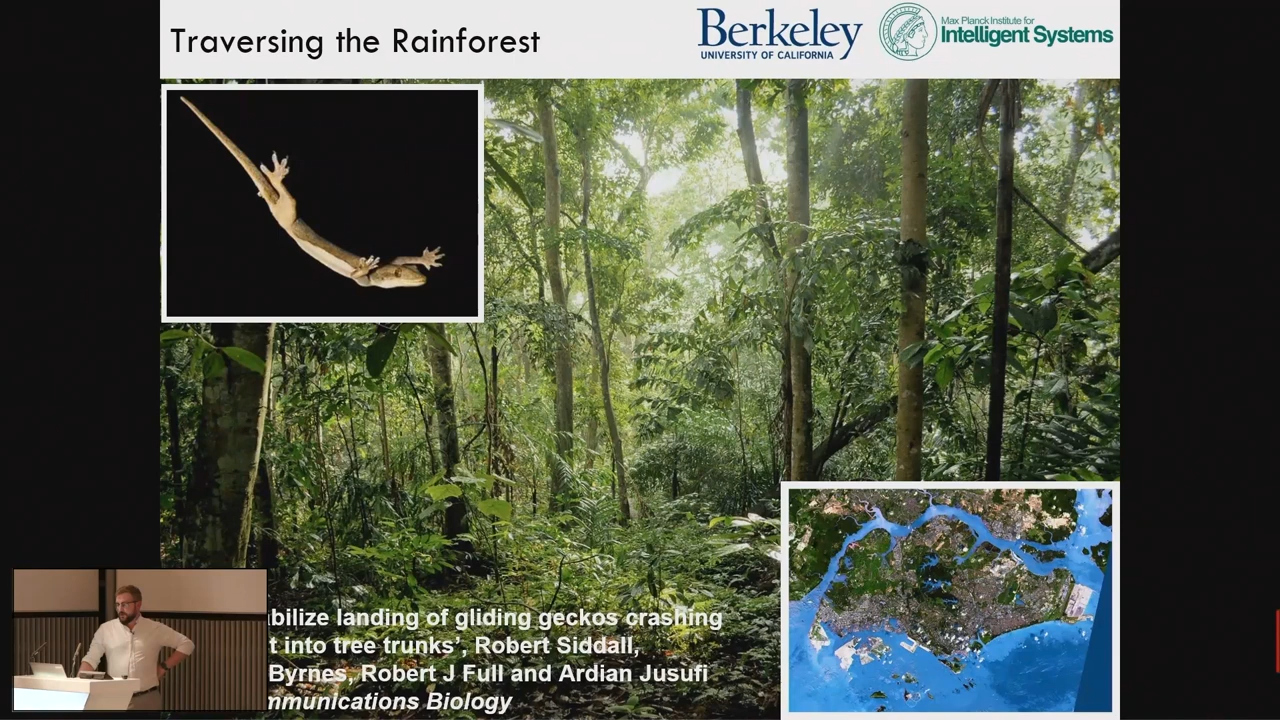 Traversing the Rainforest
Berkeley
UNIVERSITY OF CALIFORNIA
Max Planck Institute for
Intelligent Systems
bilize landing of gliding geckos crashing
t into tree trunks’, Robert Siddall,
Byrnes, Robert J Full and Ardian Jusufi
mmunications Biology